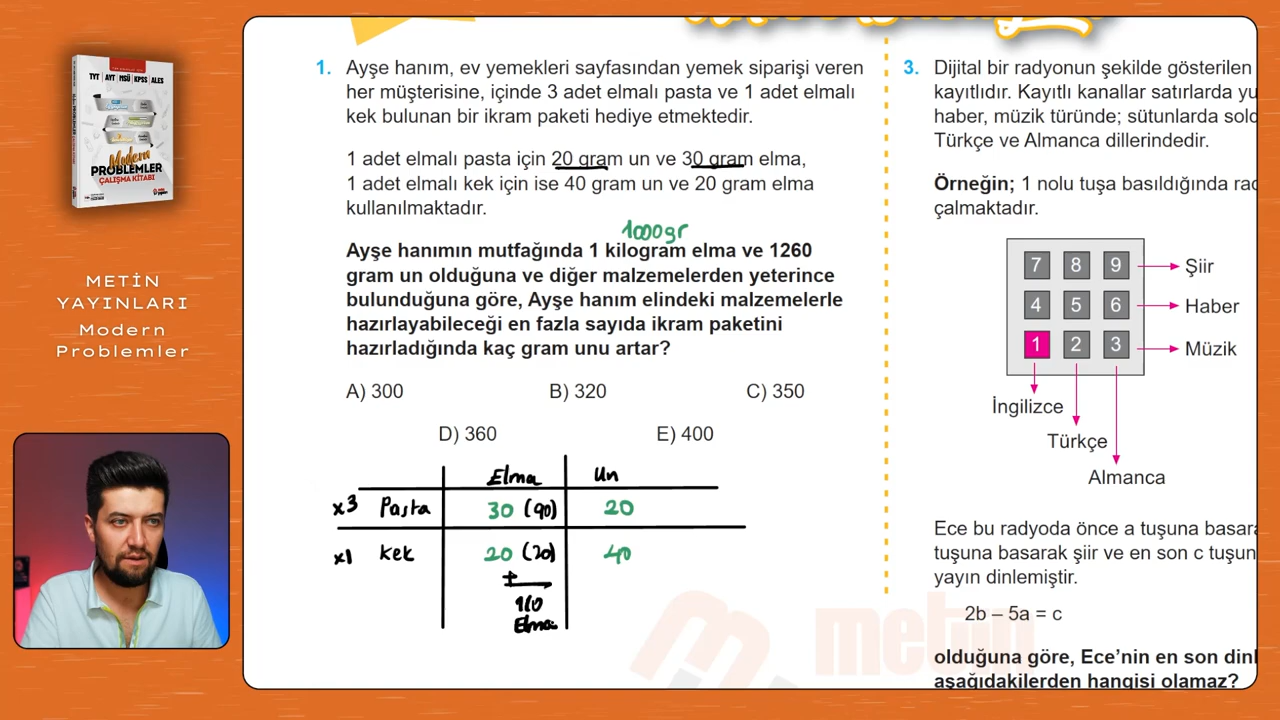 TYT | AYT | MSÜ | KPSS | ALES
Modern
PROBLEMLER
ÇALIŞMA KİTABI
METİN
YAYINLARI
Modern
Problemler
1. Ayşe hanım, ev yemekleri sayfasından yemek siparişi veren
her müşterisine, içinde 3 adet elmalı pasta ve 1 adet elmalı
kek bulunan bir ikram paketi hediye etmektedir.
1 adet elmalı pasta için 20 gram un ve 30 gram elma,
1 adet elmalı kek için ise 40 gram un ve 20 gram elma
kullanılmaktadır.
1000gr
Ayşe hanımın mutfağında 1 kilogram elma ve 1260
gram un olduğuna ve diğer malzemelerden yeterince
bulunduğuna göre, Ayşe hanım elindeki malzemelerle
hazırlayabileceği en fazla sayıda ikram paketini
hazırladığında kaç gram unu artar?
A) 300 B) 320 C) 350
D) 360 E) 400
Elma Un
x3 Pasta 30 (90) 20
x1 kek 20 (20) 40
+
110
Elma
3. Dijital bir radyonun şekilde gösterilen
kayıtlıdır. Kayıtlı kanallar satırlarda yu
haber, müzik türünde; sütunlarda sold
Türkçe ve Almanca dillerindedir.
Örneğin; 1 nolu tuşa basıldığında rad
çalmaktadır.
7 8 9 Şiir
4 5 6 Haber
1 2 3 Müzik
İngilizce
Türkçe
Almanca
Ece bu radyoda önce a tuşuna basara
tuşuna basarak şiir ve en son c tuşun
yayın dinlemiştir.
2b – 5a = c
olduğuna göre, Ece'nin en son dinl
aşağıdakilerden hangisi olamaz?
metin